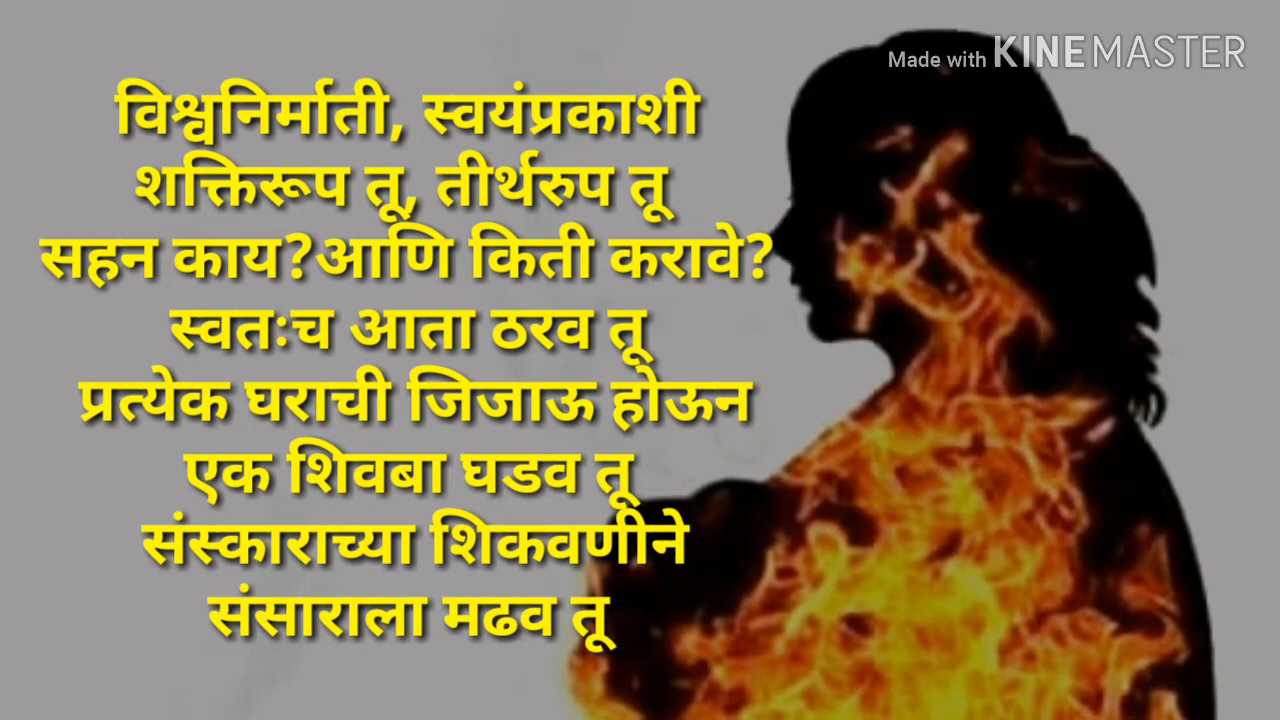 Made with KINEMASTER
विश्वनिर्माती, स्वयंप्रकाशी
शक्तिरूप तू, तीर्थरुप तू
सहन काय?आणि किती करावे?
स्वतःच आता ठरव तू
प्रत्येक घराची जिजाऊ होऊन
एक शिवबा घडव तू
संस्काराच्या शिकवणीने
संसाराला मढव तू